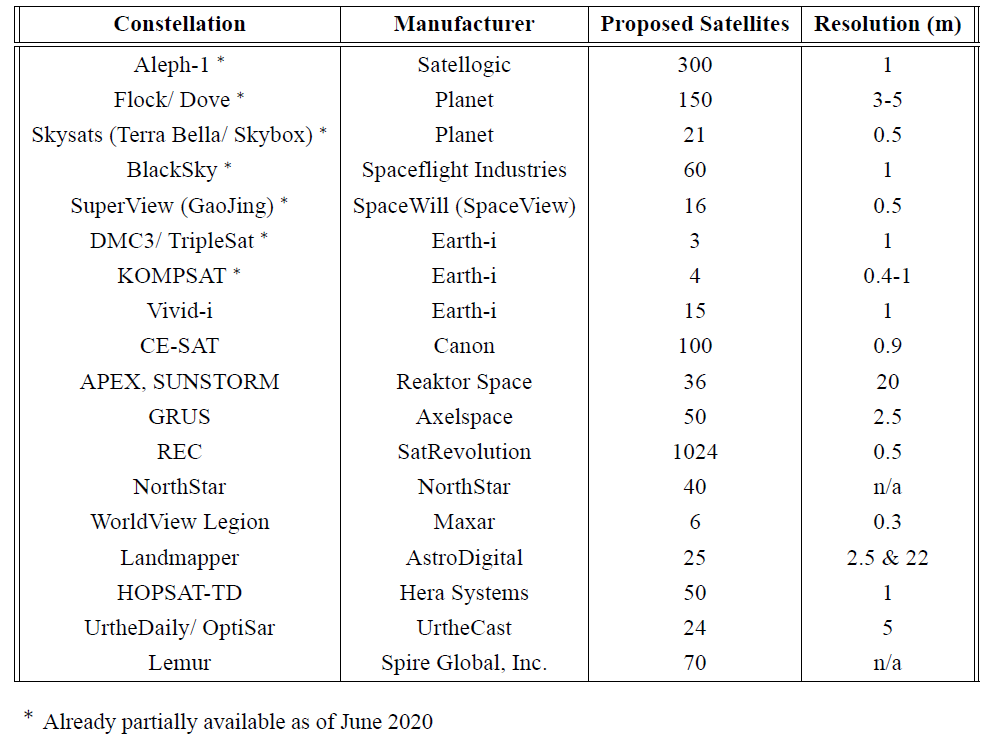 Constellation Manufacturer Proposed Satellites Resolution (m)
Aleph-1 * Satellogic 300 1
Flock/ Dove * Planet 150 3-5
Skysats (Terra Bella/ Skybox) * Planet 21 0.5
BlackSky * Spaceflight Industries 60 1
SuperView (GaoJing) * SpaceWill (SpaceView) 16 0.5
DMC3/ TripleSat * Earth-i 3 1
KOMPSAT * Earth-i 4 0.4-1
Vivid-i Earth-i 15 1
CE-SAT Canon 100 0.9
APEX, SUNSTORM Reaktor Space 36 20
GRUS Axelspace 50 2.5
REC SatRevolution 1024 0.5
NorthStar NorthStar 40 n/a
WorldView Legion Maxar 6 0.3
Landmapper AstroDigital 25 2.5 & 22
HOPSAT-TD Hera Systems 50 1
UrtheDaily/ OptiSar UrtheCast 24 5
Lemur Spire Global, Inc. 70 n/a
* Already partially available as of June 2020